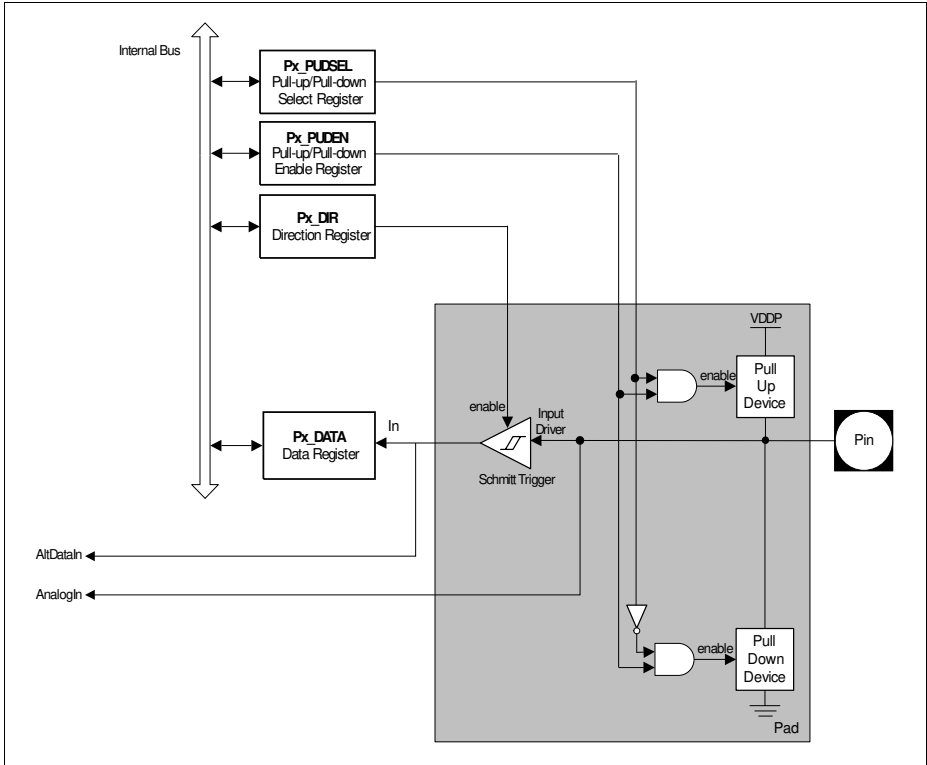 Internal Bus
Px_PUDSEL
Pull-up/Pull-down
Select Register
Px_PUDEN
Pull-up/Pull-down
Enable Register
Px_DIR
Direction Register
VDDP
enable
Pull
Up
Device
enable
Input
Driver
In
Px_DATA
Data Register
Schmitt Trigger
Pin
AltDataIn
AnalogIn
enable
Pull
Down
Device
Pad